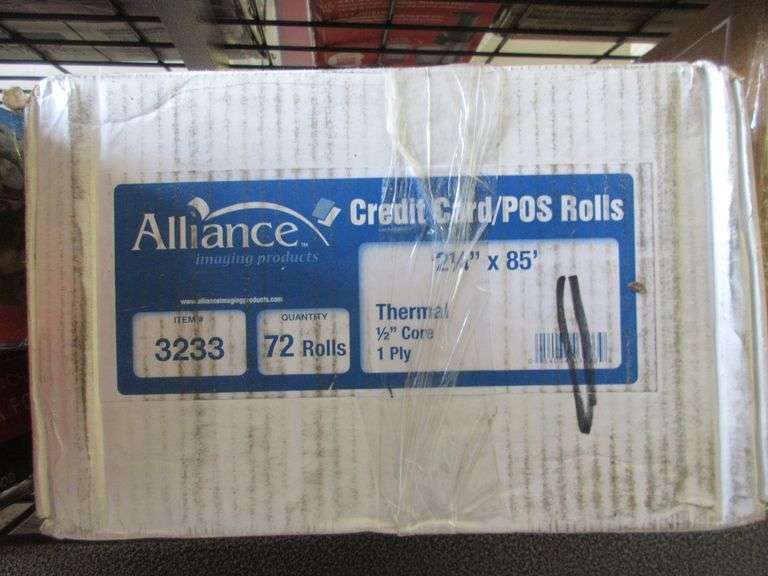 Alliance™
imaging products
Credit Card/POS Rolls
2¼" x 85'
www.allianceimagingproducts.com
ITEM #
3233
QUANTITY
72 Rolls
Thermal
½" Core
1 Ply